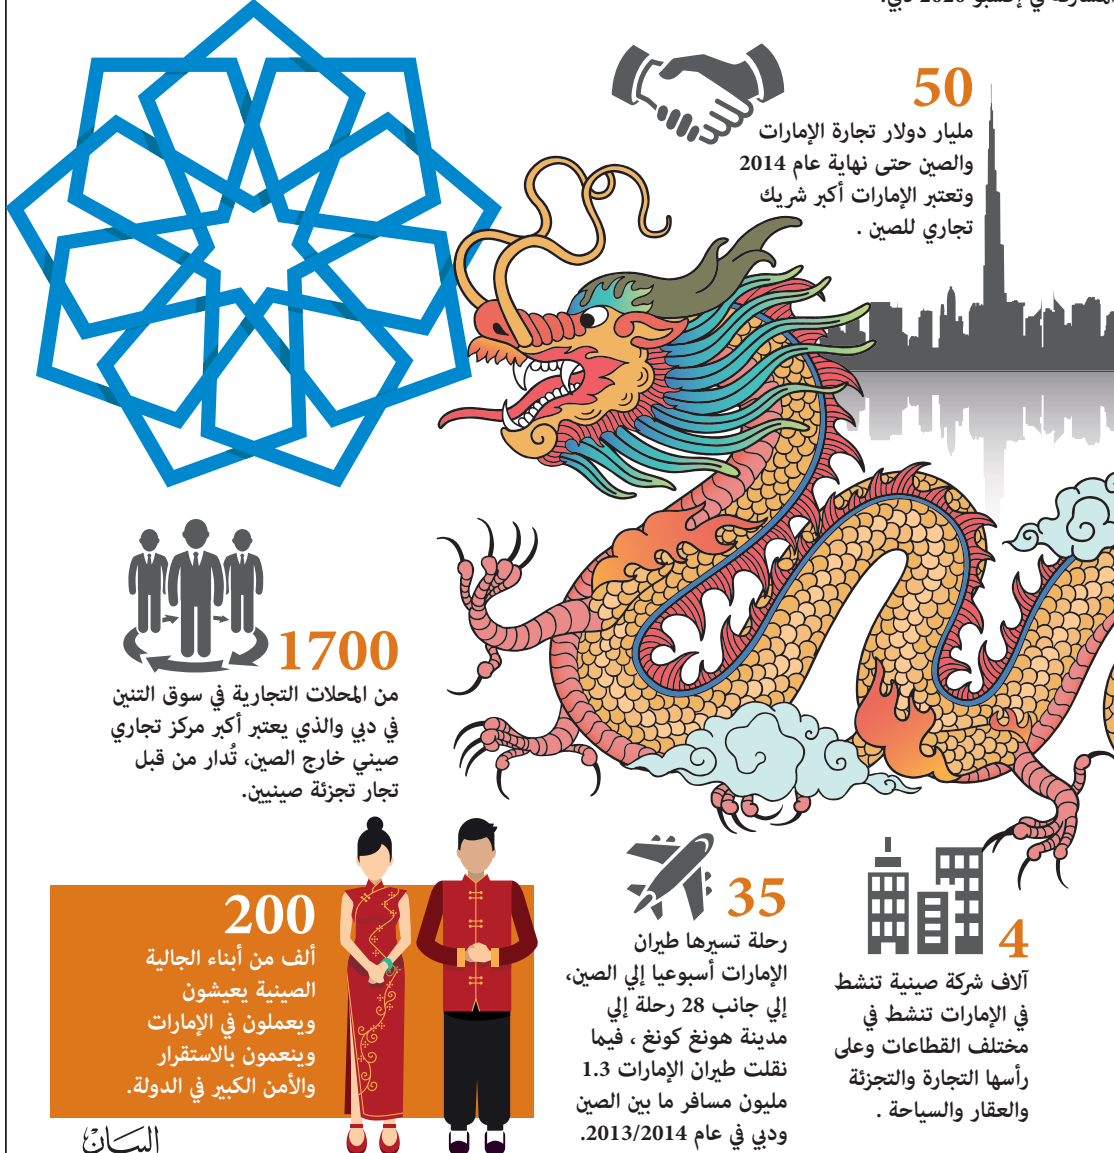 المشاركة في إكسبو 2020 دبي.
50
مليار دولار تجارة الإمارات
والصين حتى نهاية عام 2014
وتعتبر الإمارات أكبر شريك
تجاري للصين .
1700
من المحلات التجارية في سوق التنين
في دبي والذي يعتبر أكبر مركز تجاري
صيني خارج الصين، تُدار من قبل
تجار تجزئة صينيين.
4
آلاف شركة صينية تنشط
في الإمارات تنشط في
مختلف القطاعات وعلى
رأسها التجارة والتجزئة
والعقار والسياحة .
35
رحلة تسيرها طيران
الإمارات أسبوعيا إلي الصين،
إلي جانب 28 رحلة إلي
مدينة هونغ كونغ ، فيما
نقلت طيران الإمارات 1.3
مليون مسافر ما بين الصين
ودبي في عام 2013/2014.
200
ألف من أبناء الجالية
الصينية يعيشون
ويعملون في الإمارات
وينعمون بالاستقرار
والأمن الكبير في الدولة.
البيان